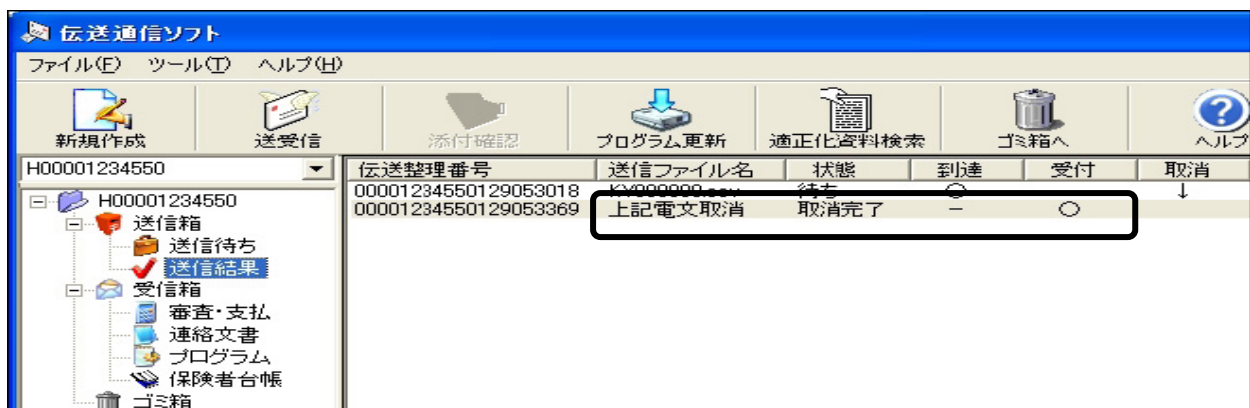 伝送通信ソフト
ファイル(F) ツール(T) ヘルプ(H)
新規作成 送受信 添付確認 プログラム更新 適正化資料検索 ゴミ箱へ ヘルプ
H00001234550
伝送整理番号 送信ファイル名 状態 到達 受付 取消
000012345501290530​18 待ち ○ ↓
00001234550129053369 上記電文取消 取消完了 − ○
H00001234550
送信箱
送信待ち
送信結果
受信箱
審査・支払
連絡文書
プログラム
保険者台帳
ゴミ箱